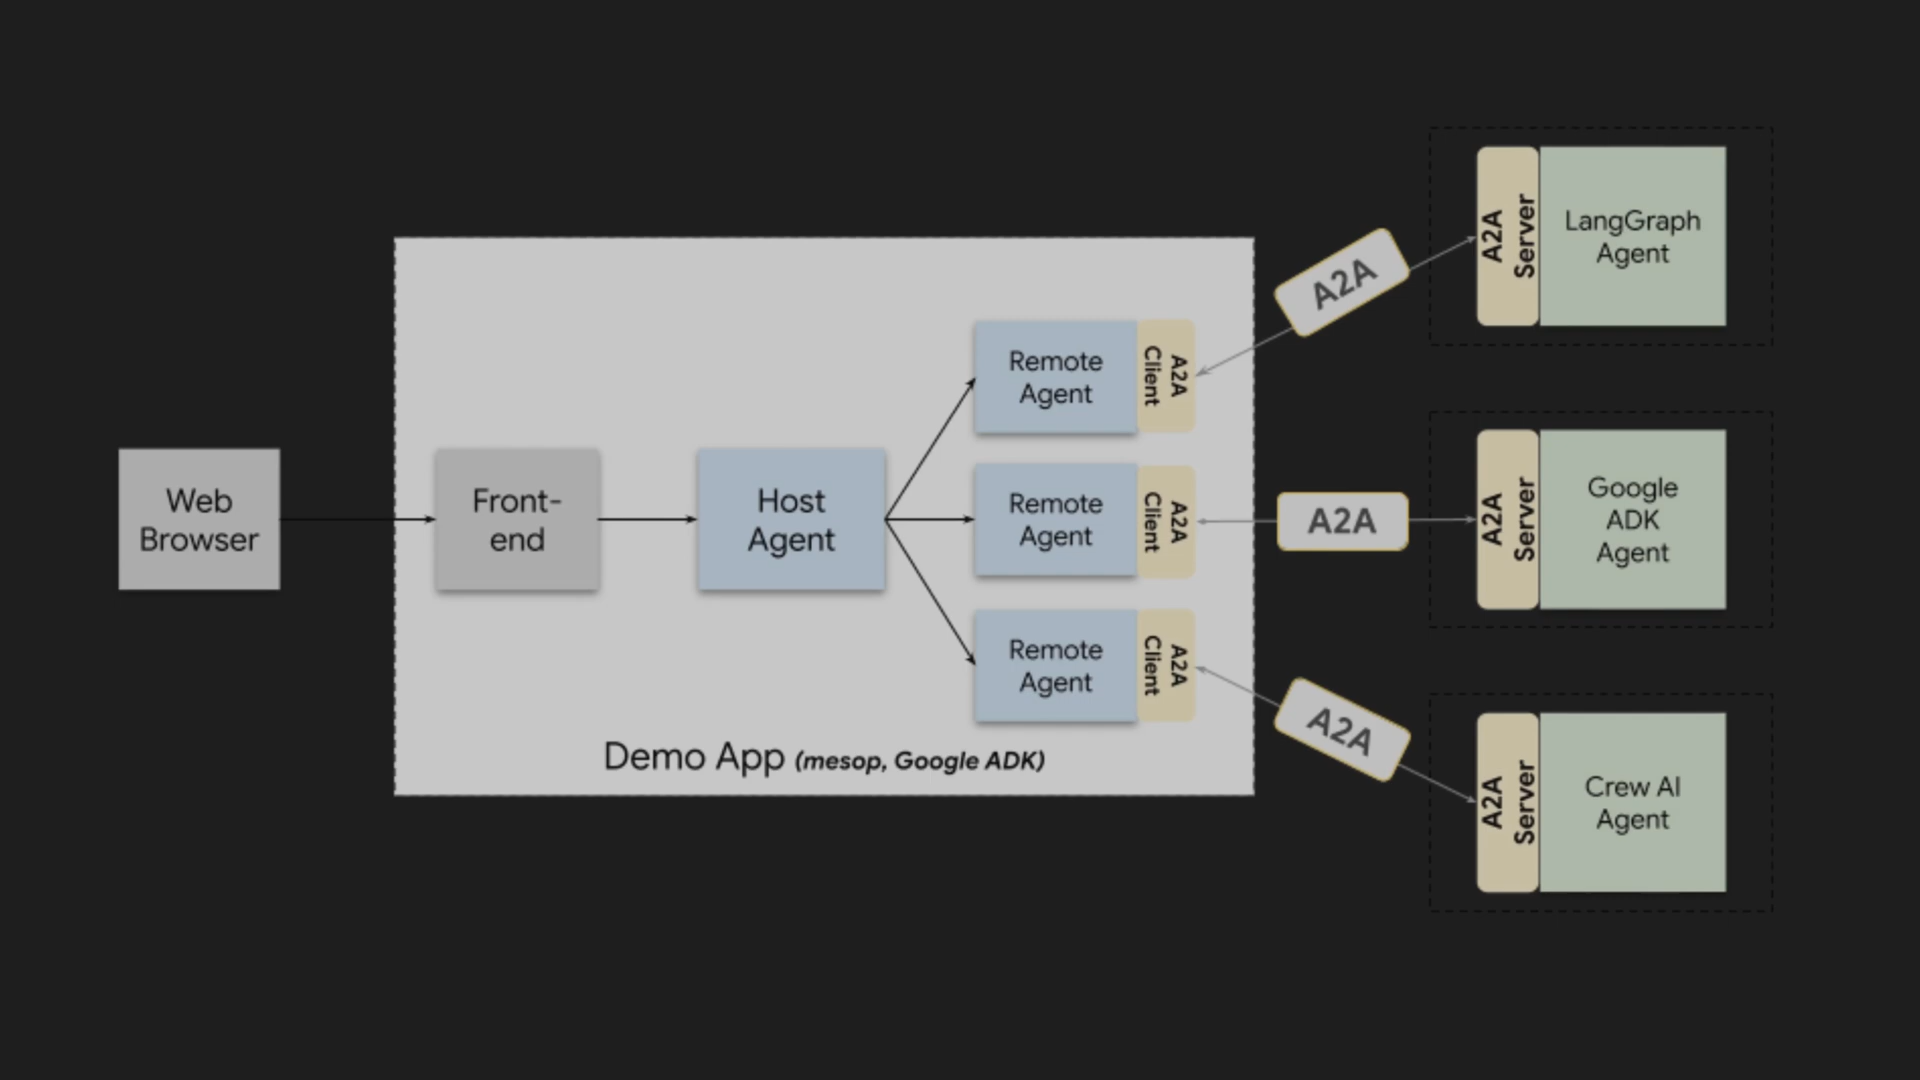 Web
Browser
Front-
end
Host
Agent
Remote
Agent
A2A
Client
Remote
Agent
A2A
Client
Remote
Agent
A2A
Client
Demo App (mesop, Google ADK)
A2A
A2A
A2A
A2A
Server
LangGraph
Agent
A2A
Server
Google
ADK
Agent
A2A
Server
Crew AI
Agent